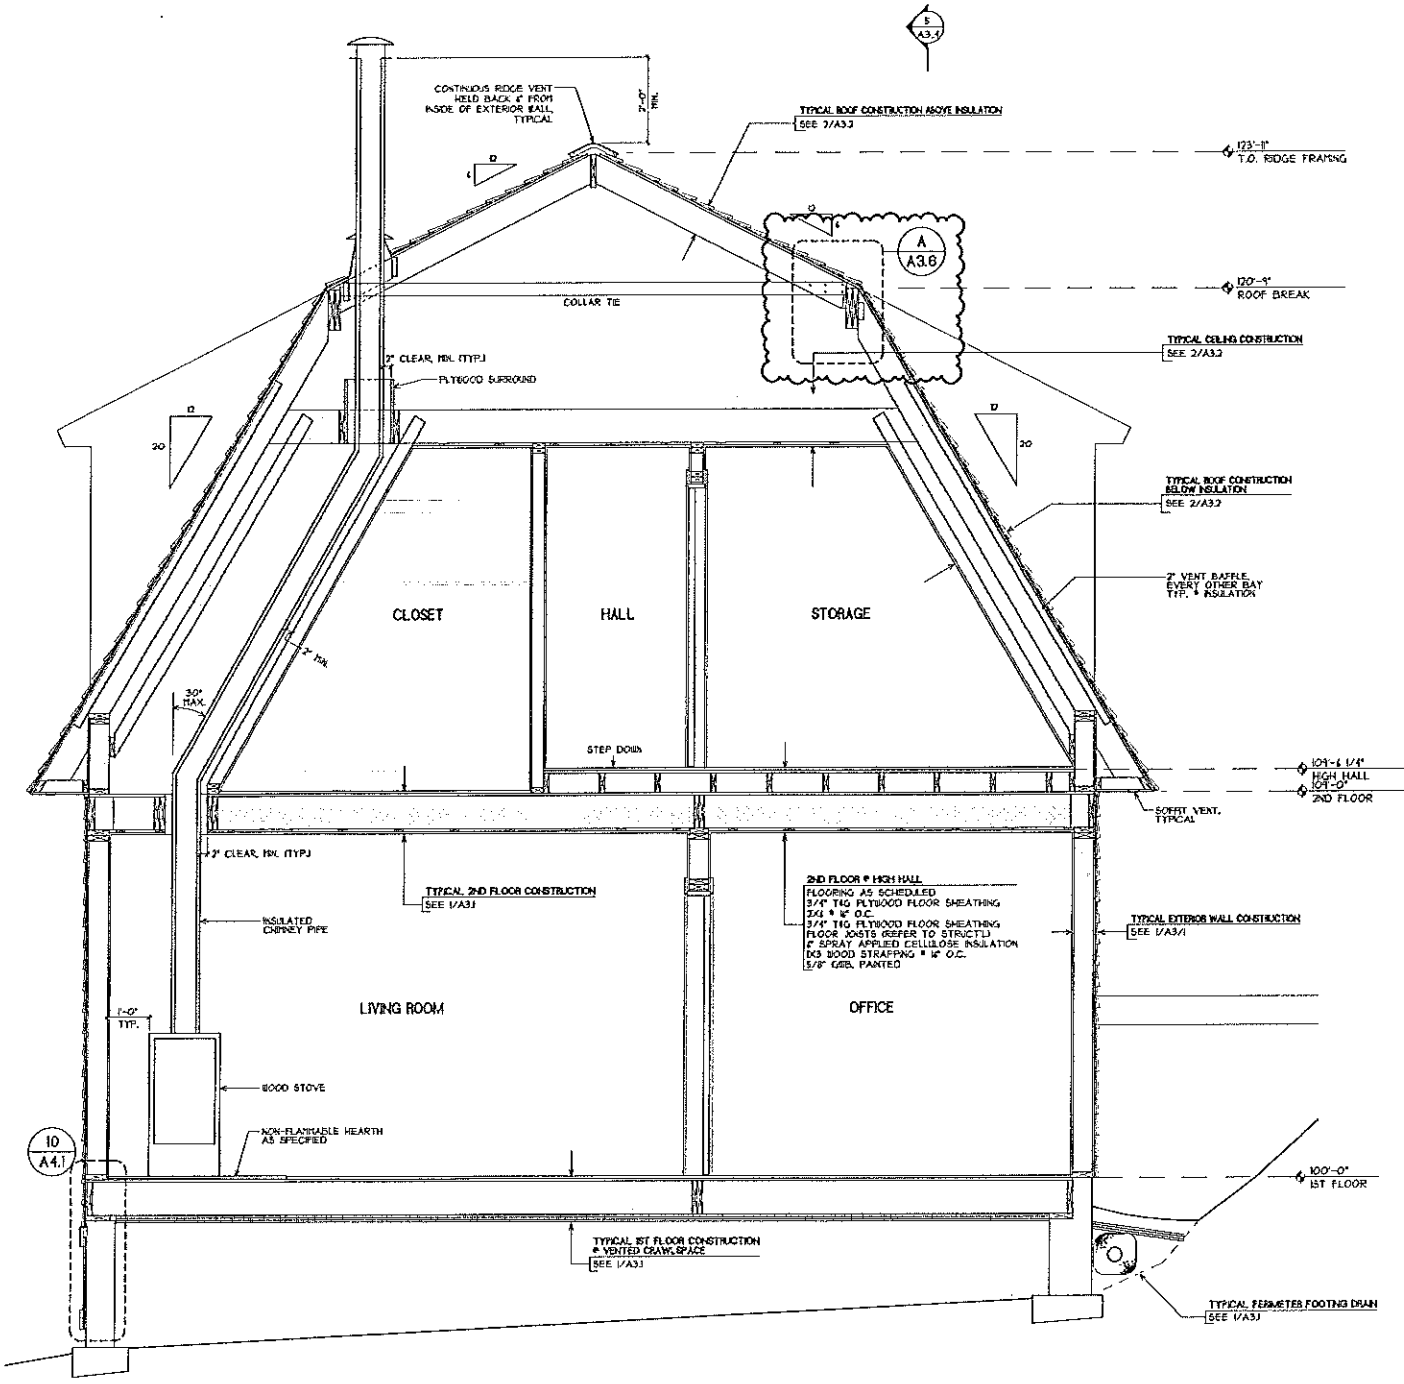 5
A3.4
CONTINUOUS RIDGE VENT
HELD BACK 6" FROM
INSIDE OF EXTERIOR WALL,
TYPICAL
2'-0"
MIN.
TYPICAL ROOF CONSTRUCTION ABOVE INSULATION
SEE 2/A3.2
123'-11"
T.O. RIDGE FRAMING
12
6
12
6
A
A3.6
120'-9"
ROOF BREAK
COLLAR TIE
TYPICAL CEILING CONSTRUCTION
SEE 2/A3.2
2" CLEAR, MIN. (TYP.)
PLYWOOD SURROUND
12
20
12
20
TYPICAL ROOF CONSTRUCTION
BELOW INSULATION
SEE 2/A3.2
2" VENT BAFFLE,
EVERY OTHER BAY
TYP. @ INSULATION
CLOSET
HALL
STORAGE
2" MIN.
30°
MAX.
STEP DOWN
109'-6 1/4"
HIGH HALL
109'-0"
2ND FLOOR
SOFFIT VENT,
TYPICAL
2" CLEAR, MIN. (TYP.)
TYPICAL 2ND FLOOR CONSTRUCTION
SEE 1/A3.1
2ND FLOOR @ HIGH HALL
FLOORING AS SCHEDULED
3/4" T&G PLYWOOD FLOOR SHEATHING
2X6 @ 16" O.C.
3/4" T&G PLYWOOD FLOOR SHEATHING
FLOOR JOISTS (REFER TO STRUCT'L)
6" SPRAY APPLIED CELLULOSE INSULATION
1X3 WOOD STRAPPING @ 16" O.C.
5/8" GWB, PAINTED
INSULATED
CHIMNEY PIPE
TYPICAL EXTERIOR WALL CONSTRUCTION
SEE 1/A3.1
LIVING ROOM
OFFICE
1'-0"
TYP.
WOOD STOVE
NON-FLAMMABLE HEARTH
AS SPECIFIED
10
A4.1
100'-0"
1ST FLOOR
TYPICAL 1ST FLOOR CONSTRUCTION
@ VENTED CRAWLSPACE
SEE 1/A3.1
TYPICAL PERIMETER FOOTING DRAIN
SEE 1/A3.1